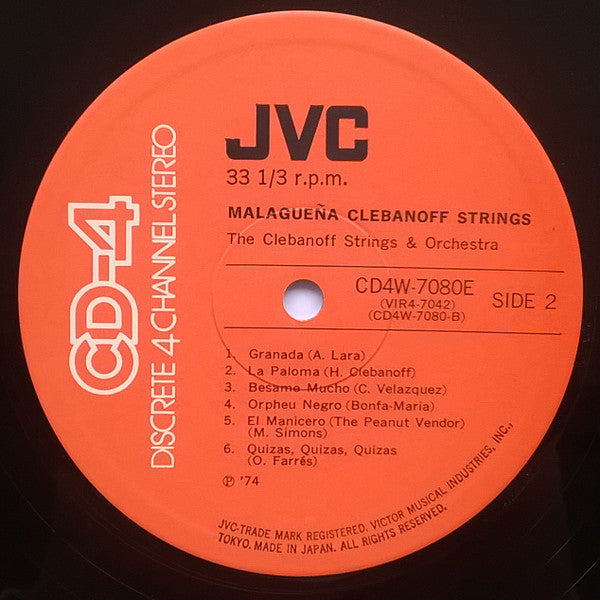 JVC
33 1/3 r.p.m.
MALAGUEÑA CLEBANOFF STRINGS
The Clebanoff Strings & Orchestra
CD4W-7080E
(VIR4-7042)
(CD4W-7080-B)
SIDE 2
1. Granada (A. Lara)
2. La Paloma (H. Clebanoff)
3. Besame Mucho (C. Velazquez)
4. Orpheu Negro (Bonfa-Maria)
5. El Manicero (The Peanut Vendor)
(M. Simons)
6. Quizas, Quizas, Quizas
(O. Farrés)
Ⓟ '74
CD-4
DISCRETE 4 CHANNEL STEREO
JVC-TRADE MARK REGISTERED. VICTOR MUSICAL INDUSTRIES, INC.,
TOKYO. MADE IN JAPAN. ALL RIGHTS RESERVED.